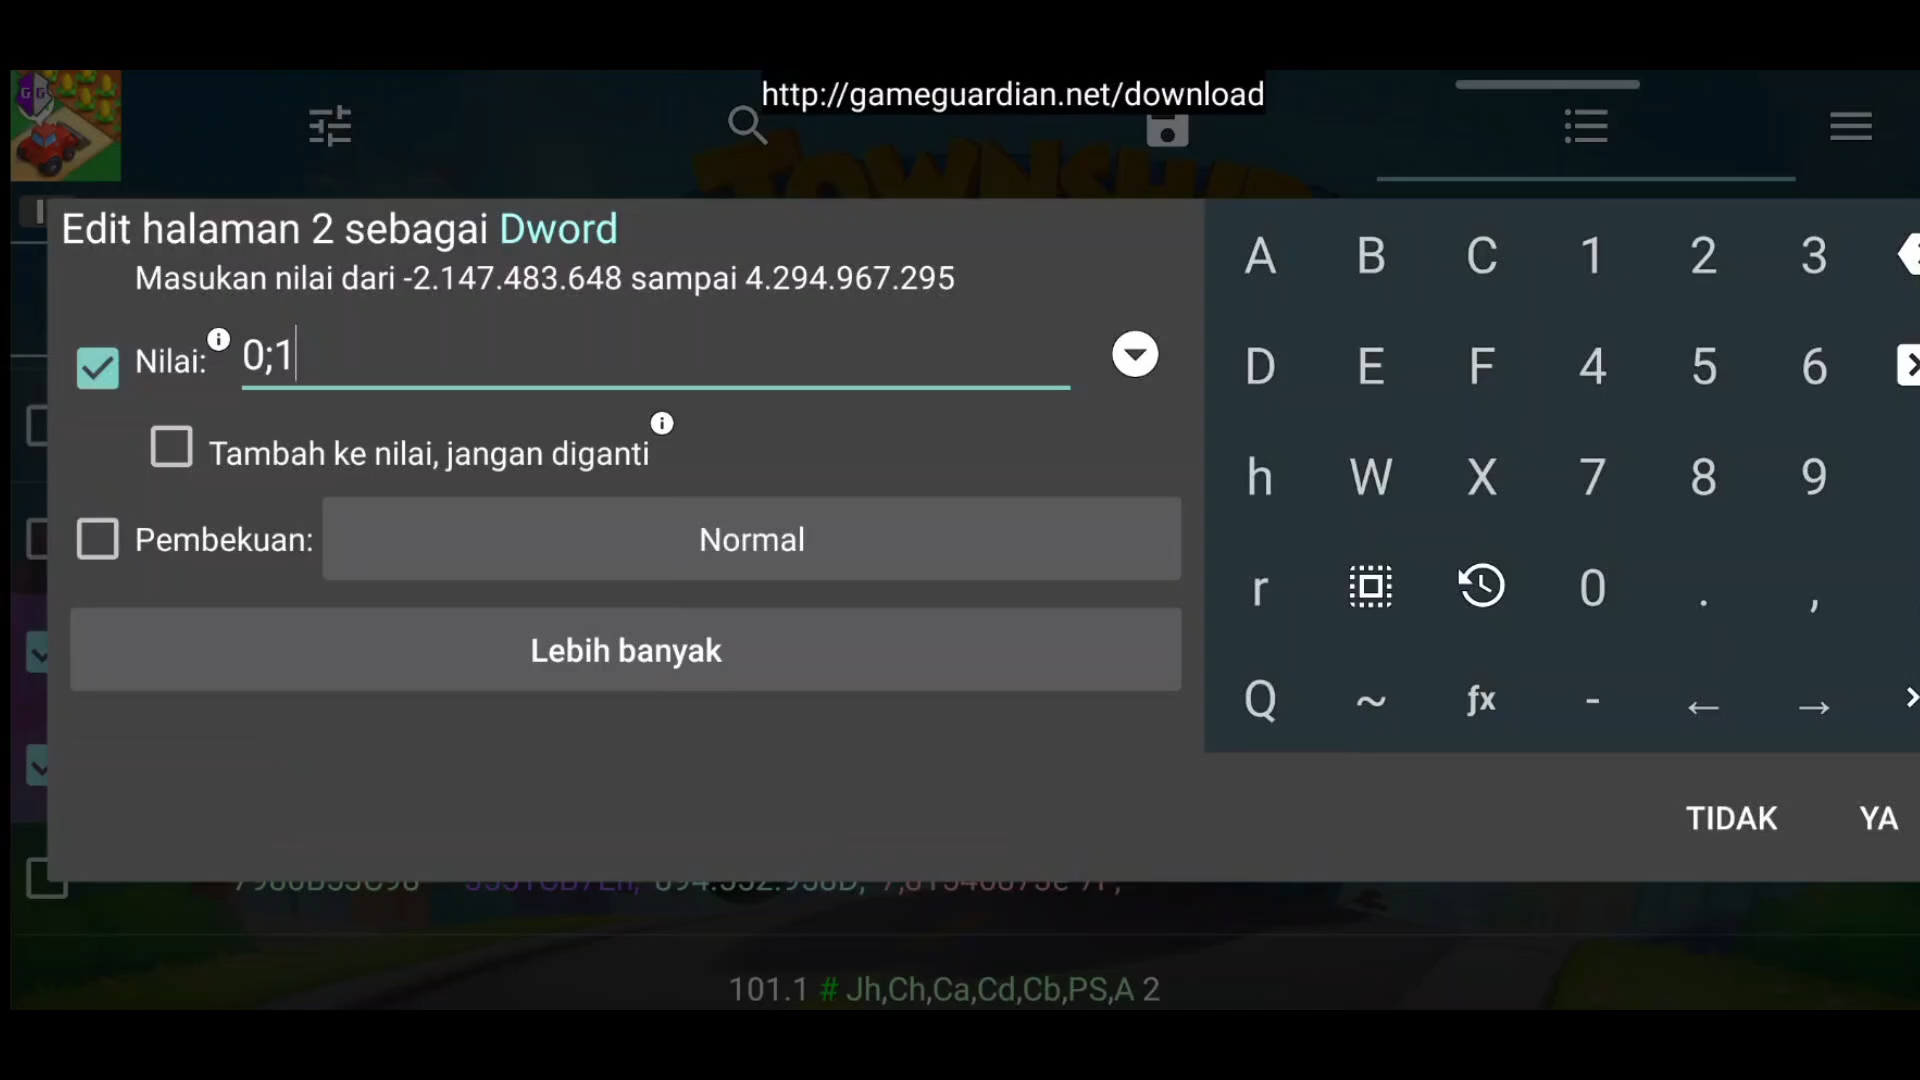 http://gameguardian.net/download
TOWNSHIP
Edit halaman 2 sebagai Dword
Masukan nilai dari -2.147.483.648 sampai 4.294.967.295
Nilai: 0;1
Tambah ke nilai, jangan diganti
Pembekuan: Normal
Lebih banyak
A B C 1 2 3
D E F 4 5 6
h W X 7 8 9
r 0 . ,
Q ~ ƒx - ← →
TIDAK YA
101.1 # Jh,Ch,Ca,Cd,Cb,PS,A 2